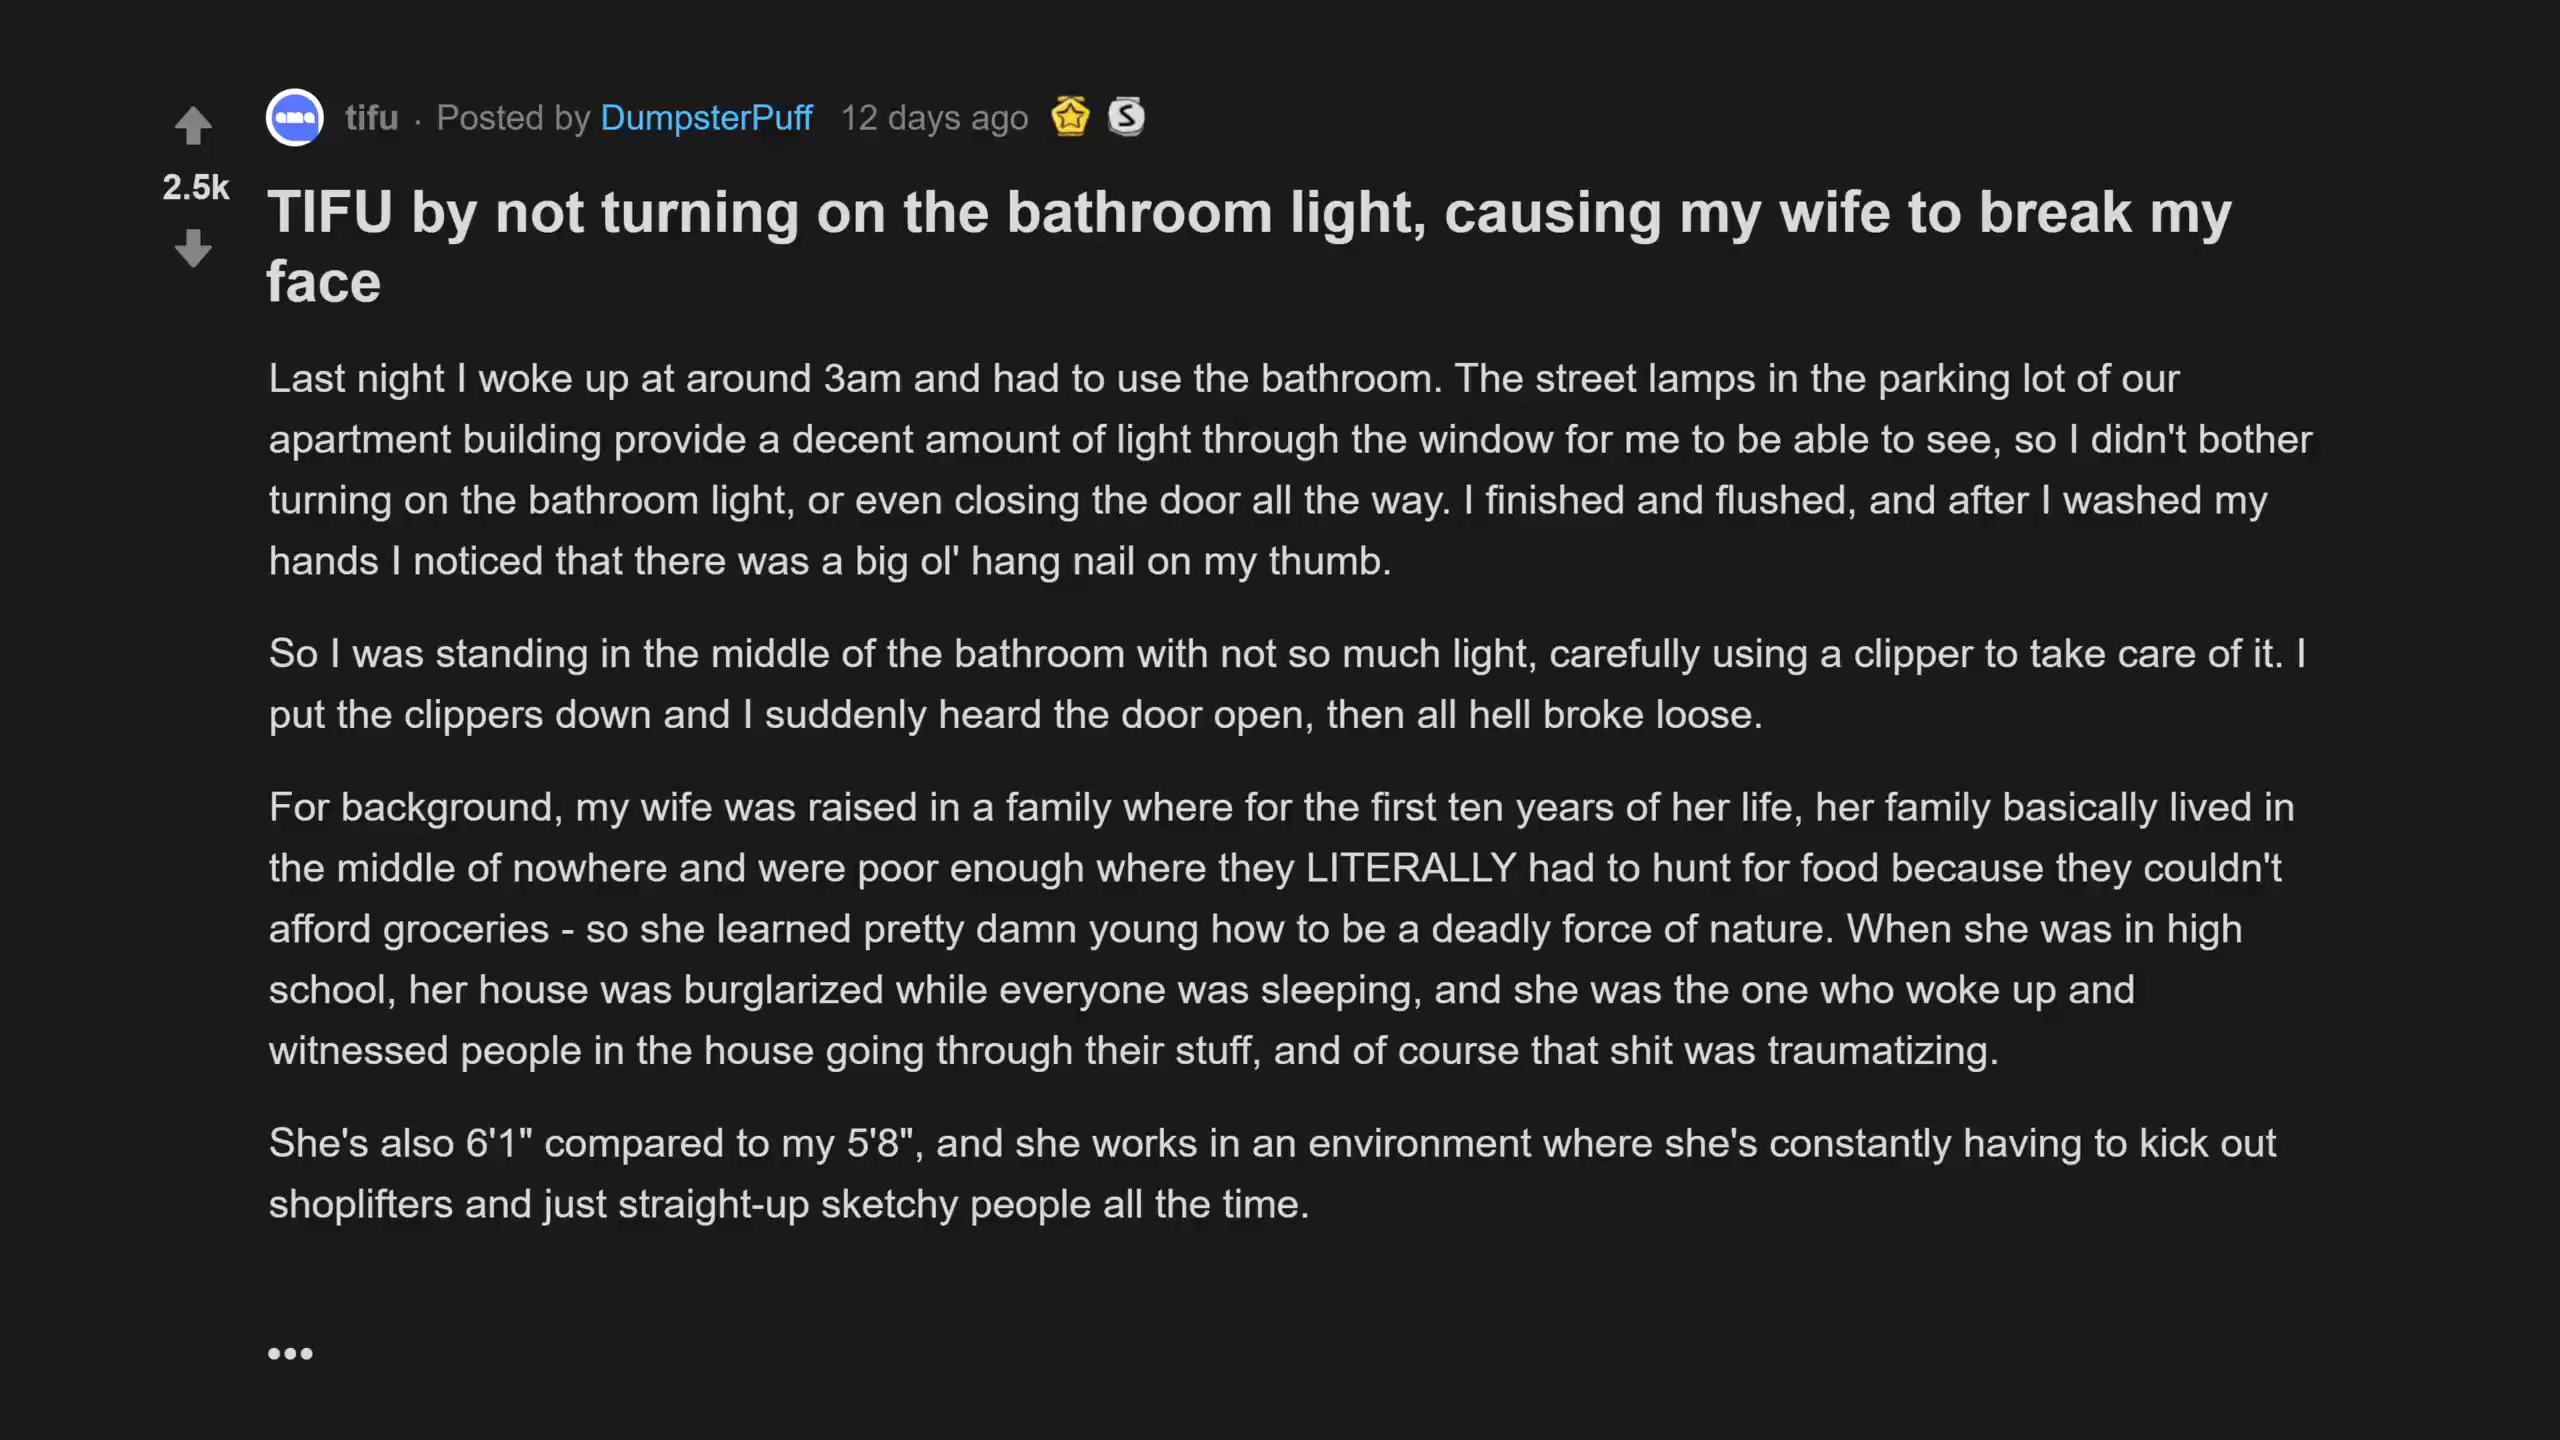 tifu · Posted by DumpsterPuff 12 days ago
2.5k
TIFU by not turning on the bathroom light, causing my wife to break my
face
Last night I woke up at around 3am and had to use the bathroom. The street lamps in the parking lot of our
apartment building provide a decent amount of light through the window for me to be able to see, so I didn't bother
turning on the bathroom light, or even closing the door all the way. I finished and flushed, and after I washed my
hands I noticed that there was a big ol' hang nail on my thumb.
So I was standing in the middle of the bathroom with not so much light, carefully using a clipper to take care of it. I
put the clippers down and I suddenly heard the door open, then all hell broke loose.
For background, my wife was raised in a family where for the first ten years of her life, her family basically lived in
the middle of nowhere and were poor enough where they LITERALLY had to hunt for food because they couldn't
afford groceries - so she learned pretty damn young how to be a deadly force of nature. When she was in high
school, her house was burglarized while everyone was sleeping, and she was the one who woke up and
witnessed people in the house going through their stuff, and of course that shit was traumatizing.
She's also 6'1" compared to my 5'8", and she works in an environment where she's constantly having to kick out
shoplifters and just straight-up sketchy people all the time.
•••